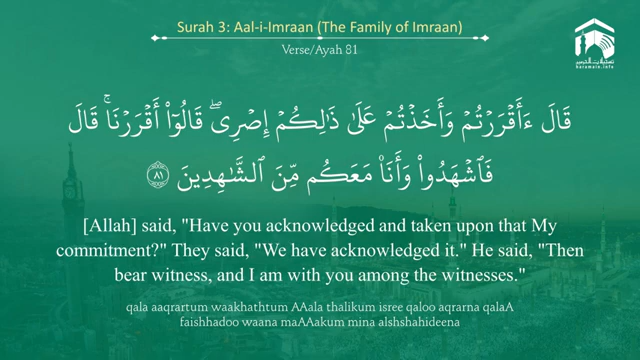 Surah 3: Aal-i-Imraan (The Family of Imraan)
Verse/Ayah 81
haramain.info
قَالَ ءَأَقْرَرْتُمْ وَأَخَذْتُمْ عَلَىٰ ذَٰلِكُمْ إِصْرِى ۖ قَالُوٓا۟ أَقْرَرْنَا ۚ قَالَ
فَٱشْهَدُوا۟ وَأَنَا۠ مَعَكُم مِّنَ ٱلشَّـٰهِدِينَ ٨١
[Allah] said, "Have you acknowledged and taken upon that My
commitment?" They said, "We have acknowledged it." He said, "Then
bear witness, and I am with you among the witnesses."
qala aaqrartum waakhathtum AAala thalikum isree qaloo aqrarna qalaA
faishhadoo waana maAAakum mina alshshahideena